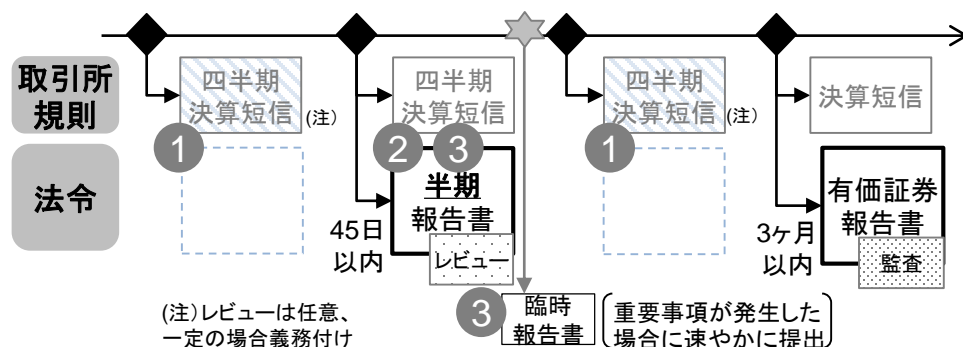 取引所
規則
四半期
決算短信
(注)
四半期
決算短信
四半期
決算短信
(注)
決算短信
法令
1
2
3
半期
報告書
レビュー
45日
以内
1
有価証券
報告書
監査
3ヶ月
以内
(注)レビューは任意、
一定の場合義務付け
3
臨時
報告書
重要事項が発生した
場合に速やかに提出